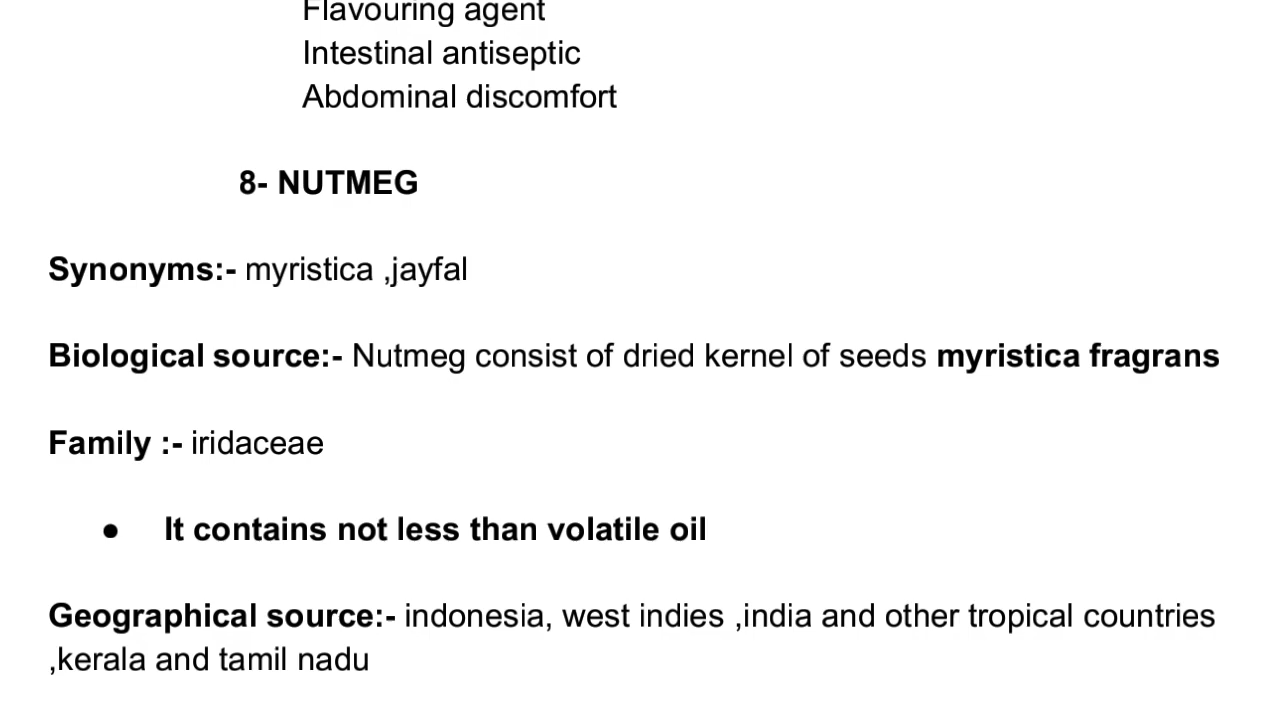 Flavouring agent
Intestinal antiseptic
Abdominal discomfort
8- NUTMEG
Synonyms:- myristica ,jayfal
Biological source:- Nutmeg consist of dried kernel of seeds myristica fragrans
Family :- iridaceae
● It contains not less than volatile oil
Geographical source:- indonesia, west indies ,india and other tropical countries
,kerala and tamil nadu